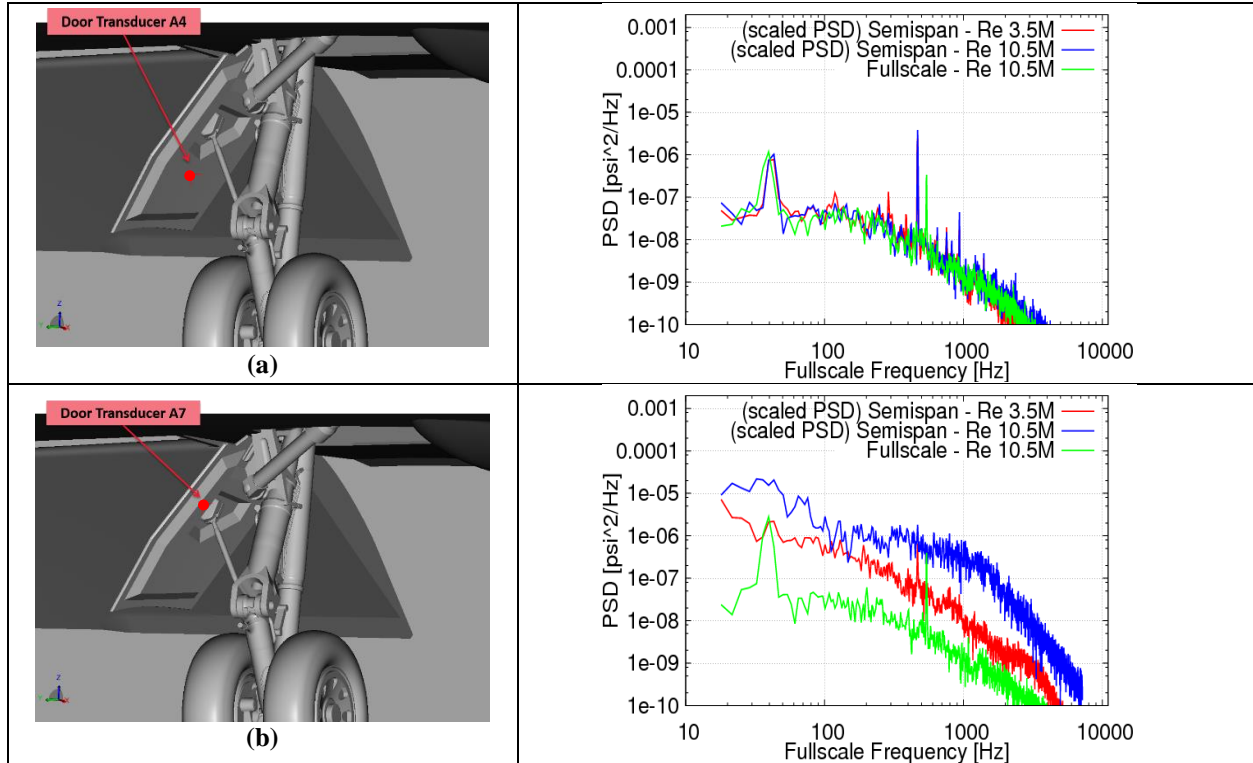 Door Transducer A4
(a)
(scaled PSD) Semispan - Re 3.5M
(scaled PSD) Semispan - Re 10.5M
Fullscale - Re 10.5M
0.001
0.0001
1e-05
1e-06
1e-07
1e-08
1e-09
1e-10
PSD [psi^2/Hz]
10 100 1000 10000
Fullscale Frequency [Hz]
Door Transducer A7
(b)
(scaled PSD) Semispan - Re 3.5M
(scaled PSD) Semispan - Re 10.5M
Fullscale - Re 10.5M
0.001
0.0001
1e-05
1e-06
1e-07
1e-08
1e-09
1e-10
PSD [psi^2/Hz]
10 100 1000 10000
Fullscale Frequency [Hz]